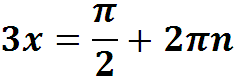 3x = π/2 + 2πn